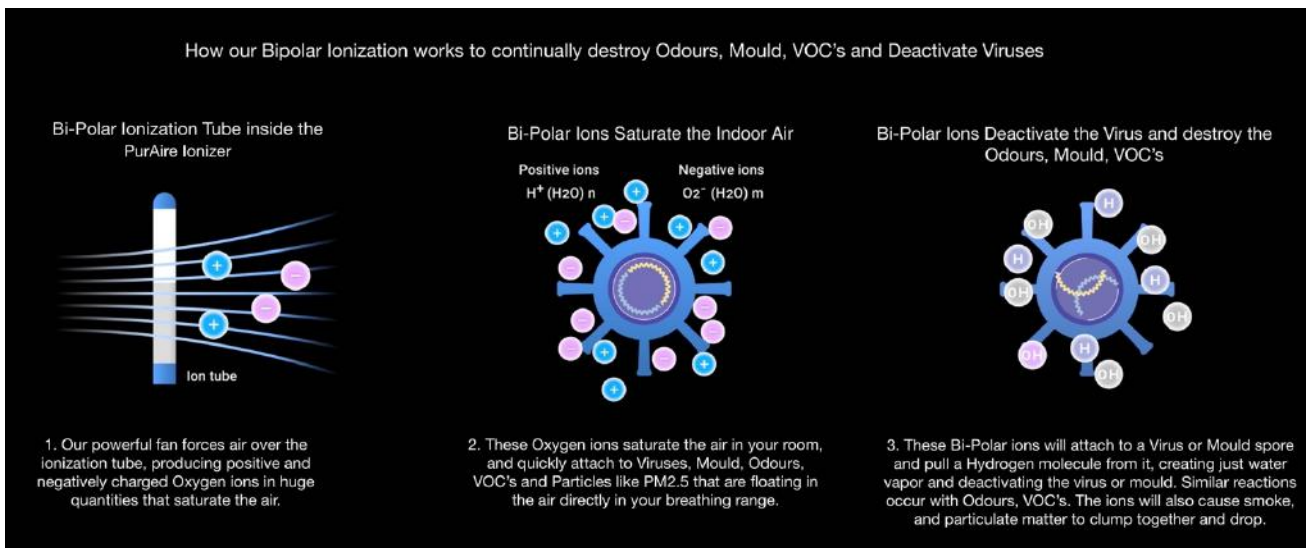 How our Bipolar Ionization works to continually destroy Odours, Mould, VOC's and Deactivate Viruses
Bi-Polar Ionization Tube inside the
PurAire Ionizer
Ion tube
1. Our powerful fan forces air over the
ionization tube, producing positive and
negatively charged Oxygen ions in huge
quantities that saturate the air.
Bi-Polar Ions Saturate the Indoor Air
Positive ions
H+ (H2O) n
Negative ions
O2- (H2O) m
+
−
+
−
+
+
−
+
−
+
−
−
−
+
−
−
+
+
2. These Oxygen ions saturate the air in your room,
and quickly attach to Viruses, Mould, Odours,
VOC's and Particles like PM2.5 that are floating in
the air directly in your breathing range.
Bi-Polar Ions Deactivate the Virus and destroy the
Odours, Mould, VOC's
H
OH
OH
H
H
OH
OH
H
OH
OH
3. These Bi-Polar ions will attach to a Virus or Mould spore
and pull a Hydrogen molecule from it, creating just water
vapor and deactivating the virus or mould. Similar reactions
occur with Odours, VOC's. The ions will also cause smoke,
and particulate matter to clump together and drop.